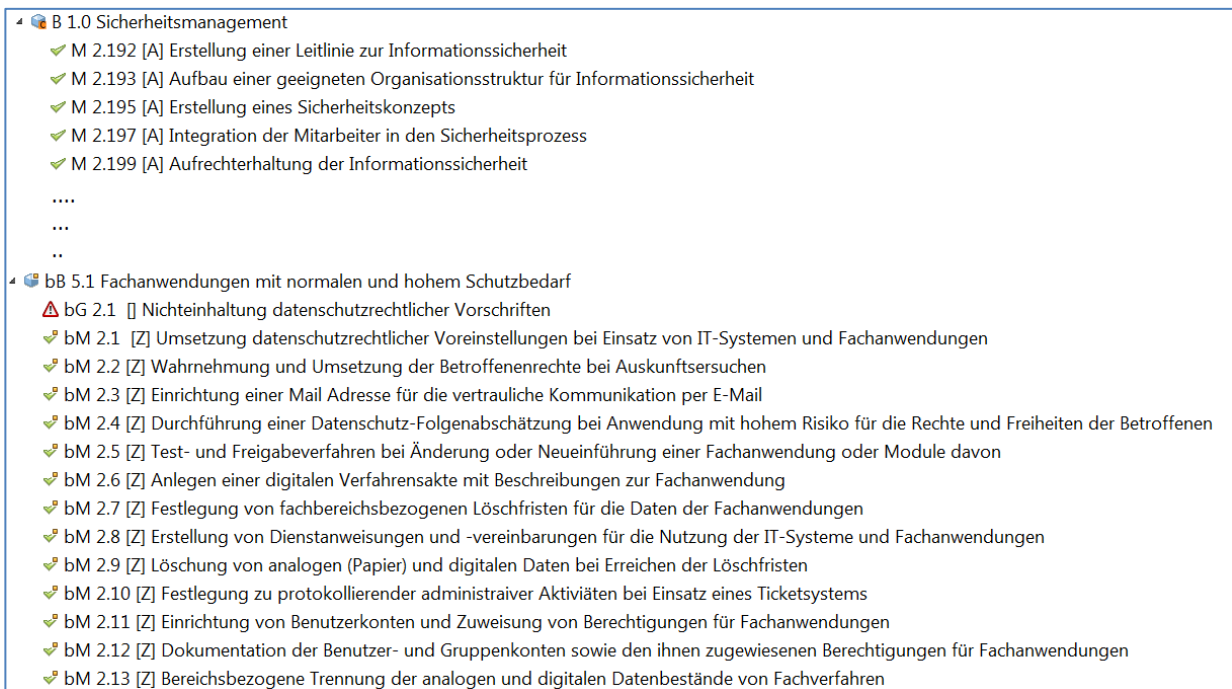 B 1.0 Sicherheitsmanagement
M 2.192 [A] Erstellung einer Leitlinie zur Informationssicherheit
M 2.193 [A] Aufbau einer geeigneten Organisationsstruktur für Informationssicherheit
M 2.195 [A] Erstellung eines Sicherheitskonzepts
M 2.197 [A] Integration der Mitarbeiter in den Sicherheitsprozess
M 2.199 [A] Aufrechterhaltung der Informationssicherheit
....
...
..
bB 5.1 Fachanwendungen mit normalen und hohem Schutzbedarf
bG 2.1 [] Nichteinhaltung datenschutzrechtlicher Vorschriften
bM 2.1 [Z] Umsetzung datenschutzrechtlicher Voreinstellungen bei Einsatz von IT-Systemen und Fachanwendungen
bM 2.2 [Z] Wahrnehmung und Umsetzung der Betroffenenrechte bei Auskunftsersuchen
bM 2.3 [Z] Einrichtung einer Mail Adresse für die vertrauliche Kommunikation per E-Mail
bM 2.4 [Z] Durchführung einer Datenschutz-Folgenabschätzung bei Anwendung mit hohem Risiko für die Rechte und Freiheiten der Betroffenen
bM 2.5 [Z] Test- und Freigabeverfahren bei Änderung oder Neueinführung einer Fachanwendung oder Module davon
bM 2.6 [Z] Anlegen einer digitalen Verfahrensakte mit Beschreibungen zur Fachanwendung
bM 2.7 [Z] Festlegung von fachbereichsbezogenen Löschfristen für die Daten der Fachanwendungen
bM 2.8 [Z] Erstellung von Dienstanweisungen und -vereinbarungen für die Nutzung der IT-Systeme und Fachanwendungen
bM 2.9 [Z] Löschung von analogen (Papier) und digitalen Daten bei Erreichen der Löschfristen
bM 2.10 [Z] Festlegung zu protokollierender administraiver Aktiviäten bei Einsatz eines Ticketsystems
bM 2.11 [Z] Einrichtung von Benutzerkonten und Zuweisung von Berechtigungen für Fachanwendungen
bM 2.12 [Z] Dokumentation der Benutzer- und Gruppenkonten sowie den ihnen zugewiesenen Berechtigungen für Fachanwendungen
bM 2.13 [Z] Bereichsbezogene Trennung der analogen und digitalen Datenbestände von Fachverfahren